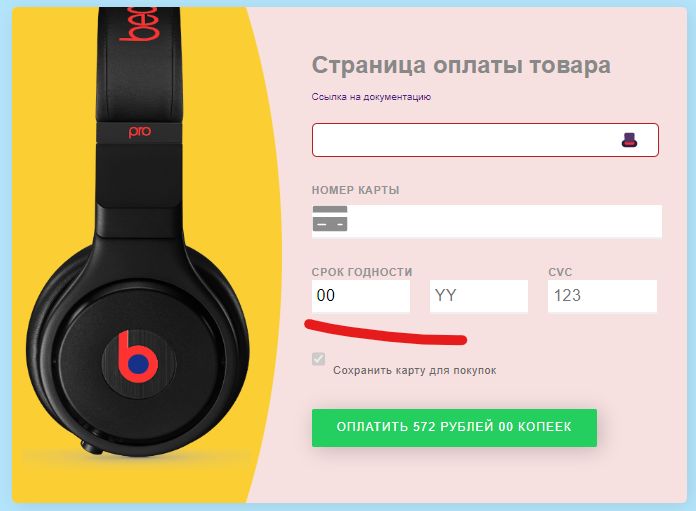 beats
pro
b
Страница оплаты товара
Ссылка на документацию
НОМЕР КАРТЫ
СРОК ГОДНОСТИ CVC
00 YY 123
Сохранить карту для покупок
ОПЛАТИТЬ 572 РУБЛЕЙ 00 КОПЕЕК